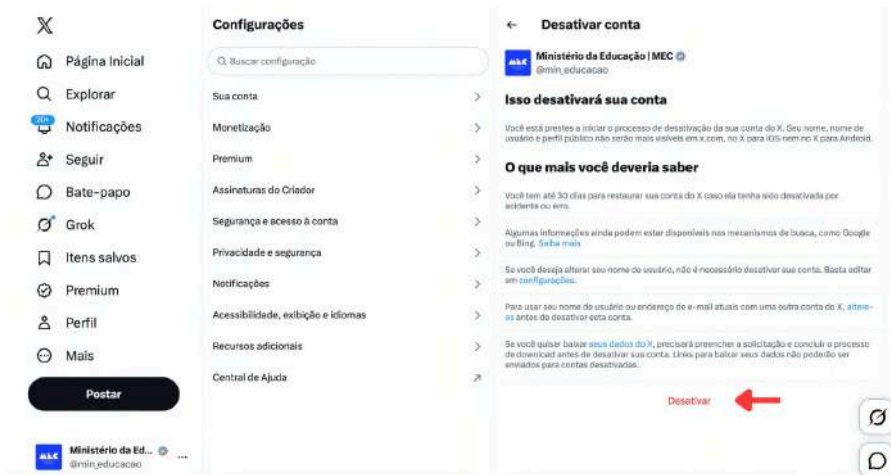 Página Inicial
Explorar
20+
Notificações
Seguir
Bate-papo
Grok
Itens salvos
Premium
Perfil
Mais
Postar
MEC
Ministério da Ed...
@min_educacao
Configurações
Buscar configuração
Sua conta
Monetização
Premium
Assinaturas do Criador
Segurança e acesso à conta
Privacidade e segurança
Notificações
Acessibilidade, exibição e idiomas
Recursos adicionais
Central de Ajuda
Desativar conta
MEC
Ministério da Educação | MEC
@min_educacao
Isso desativará sua conta
Você está prestes a iniciar o processo de desativação da sua conta do X. Seu nome, nome de
usuário e perfil público não serão mais visíveis em x.com, no X para iOS nem no X para Android.
O que mais você deveria saber
Você tem até 30 dias para restaurar sua conta do X caso ela tenha sido desativada por
acidente ou erro.
Algumas informações ainda podem estar disponíveis nos mecanismos de busca, como Google
ou Bing. Saiba mais
Se você deseja alterar seu nome de usuário, não é necessário desativar sua conta. Basta editar
em configurações.
Para usar seu nome de usuário ou endereço de e-mail atuais com uma outra conta do X, altere-
os antes de desativar esta conta.
Se você quiser baixar seus dados do X, precisará preencher a solicitação e concluir o processo
de download antes de desativar sua conta. Links para baixar seus dados não poderão ser
enviados para contas desativadas.
Desativar